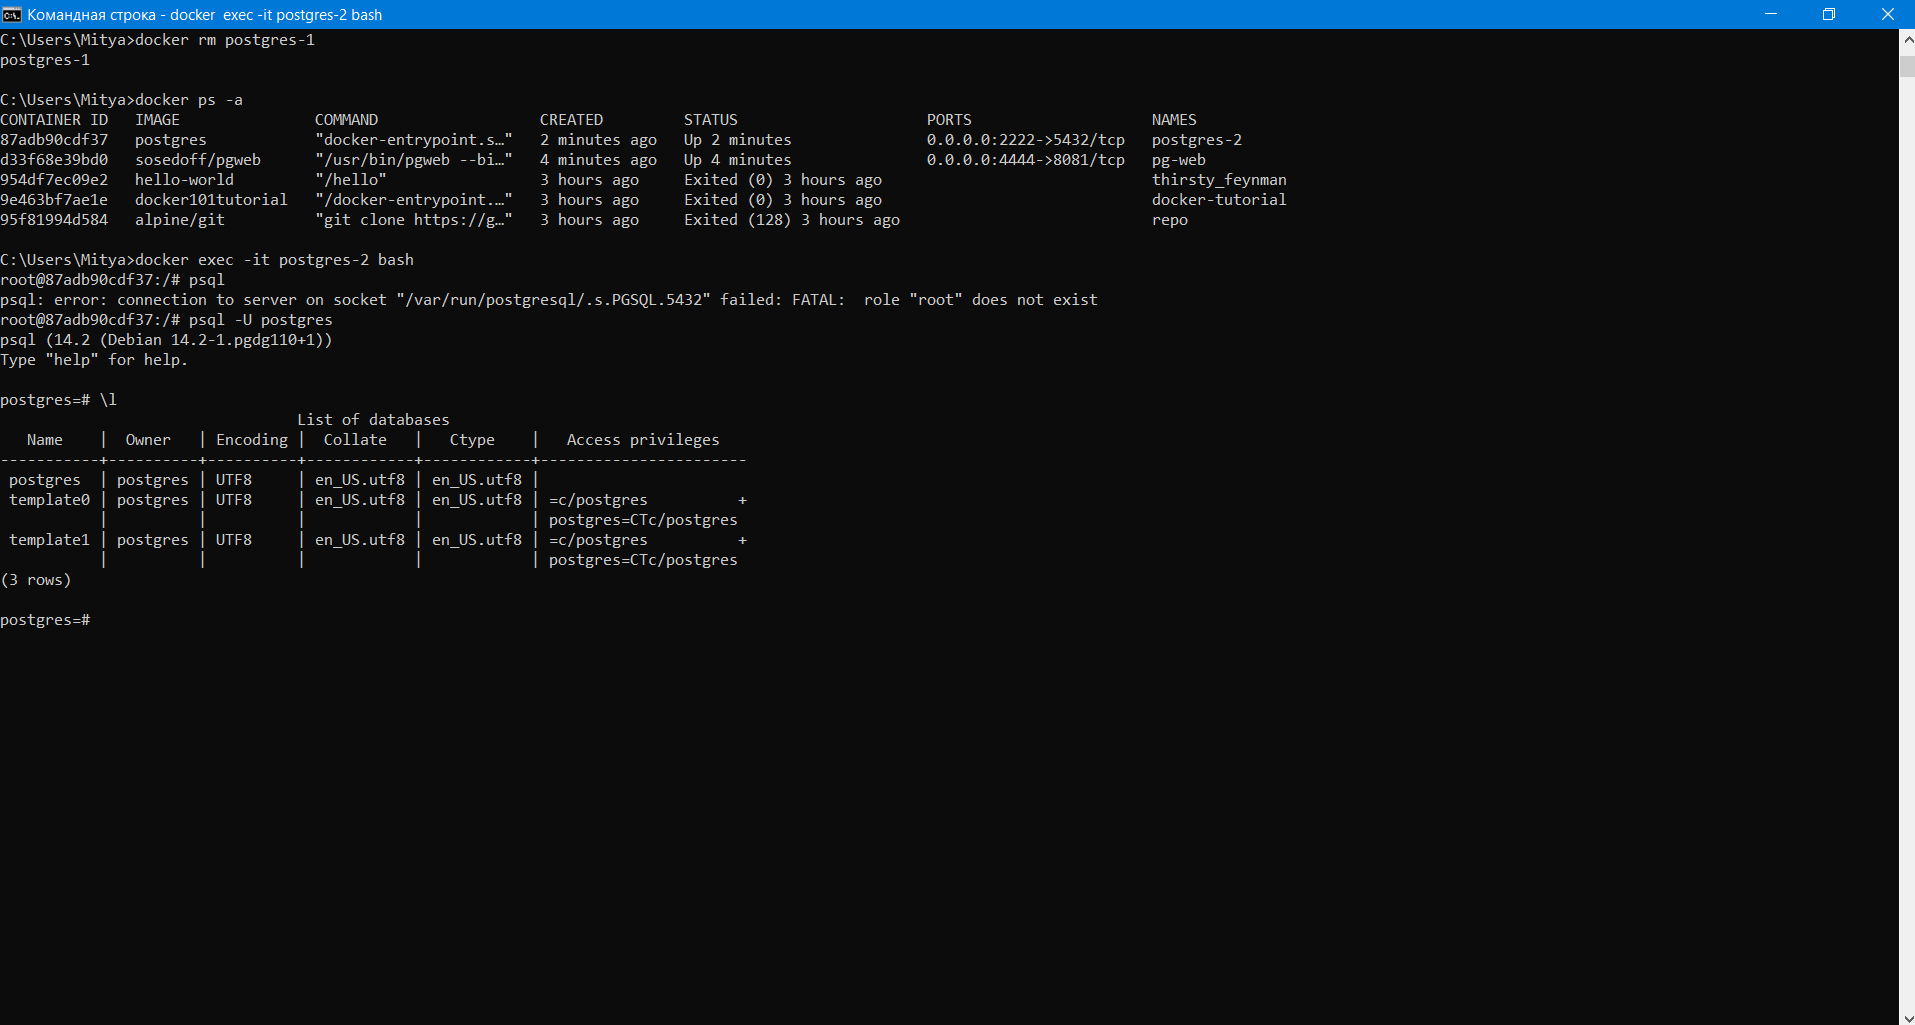 Командная строка - docker  exec -it postgres-2 bash
C:\Users\Mitya>docker rm postgres-1
postgres-1
C:\Users\Mitya>docker ps -a
CONTAINER ID   IMAGE               COMMAND                  CREATED         STATUS                     PORTS                    NAMES
87adb90cdf37   postgres            "docker-entrypoint.s…"   2 minutes ago   Up 2 minutes               0.0.0.0:2222->5432/tcp   postgres-2
d33f68e39bd0   sosedoff/pgweb      "/usr/bin/pgweb --bi…"   4 minutes ago   Up 4 minutes               0.0.0.0:4444->8081/tcp   pg-web
954df7ec09e2   hello-world         "/hello"                 3 hours ago     Exited (0) 3 hours ago                              thirsty_feynman
9e463bf7ae1e   docker101tutorial   "/docker-entrypoint.…"   3 hours ago     Exited (0) 3 hours ago                              docker-tutorial
95f81994d584   alpine/git          "git clone https://g…"   3 hours ago     Exited (128) 3 hours ago                            repo
C:\Users\Mitya>docker exec -it postgres-2 bash
root@87adb90cdf37:/# psql
psql: error: connection to server on socket "/var/run/postgresql/.s.PGSQL.5432" failed: FATAL:  role "root" does not exist
root@87adb90cdf37:/# psql -U postgres
psql (14.2 (Debian 14.2-1.pgdg110+1))
Type "help" for help.
postgres=# \l
                                 List of databases
   Name    |  Owner   | Encoding |  Collate   |   Ctype    |   Access privileges
-----------+----------+----------+------------+------------+-----------------------
 postgres  | postgres | UTF8     | en_US.utf8 | en_US.utf8 |
 template0 | postgres | UTF8     | en_US.utf8 | en_US.utf8 | =c/postgres          +
           |          |          |            |            | postgres=CTc/postgres
 template1 | postgres | UTF8     | en_US.utf8 | en_US.utf8 | =c/postgres          +
           |          |          |            |            | postgres=CTc/postgres
(3 rows)
postgres=#